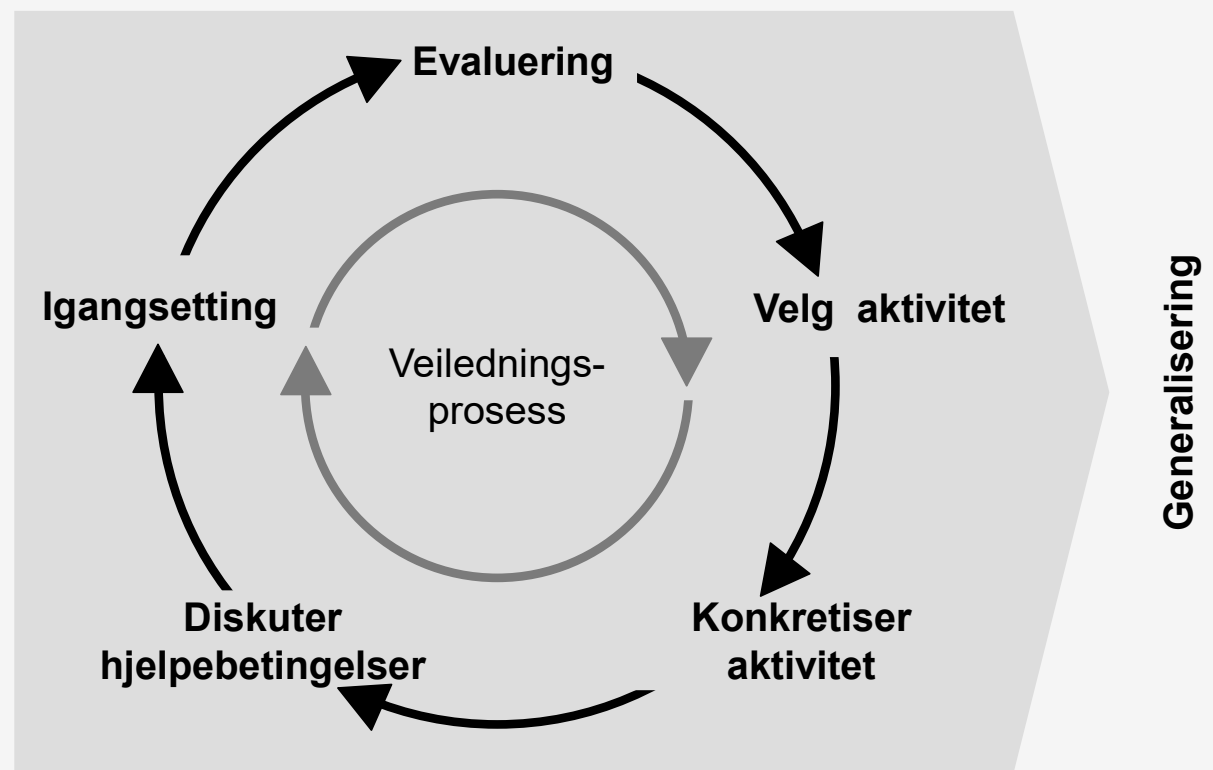 Evaluering
Velg aktivitet
Konkretiser
aktivitet
Diskuter
hjelpebetingelser
Igangsetting
Veilednings-
prosess
Generalisering